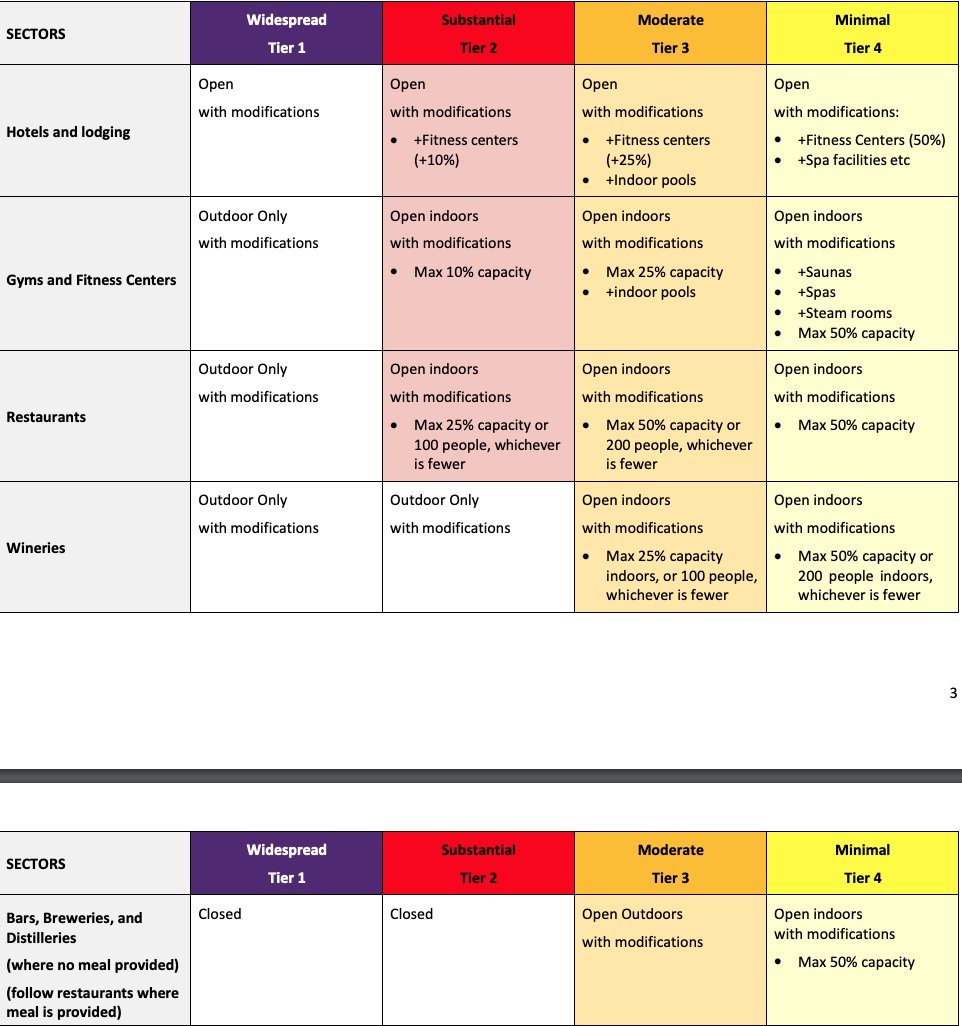 SECTORS
Widespread
Tier 1
Substantial
Tier 2
Moderate
Tier 3
Minimal
Tier 4
Hotels and lodging
Open
with modifications
Open
with modifications
• +Fitness centers
(+10%)
Open
with modifications
• +Fitness centers
(+25%)
• +Indoor pools
Open
with modifications:
• +Fitness Centers (50%)
• +Spa facilities etc
Gyms and Fitness Centers
Outdoor Only
with modifications
Open indoors
with modifications
• Max 10% capacity
Open indoors
with modifications
• Max 25% capacity
• +indoor pools
Open indoors
with modifications
• +Saunas
• +Spas
• +Steam rooms
• Max 50% capacity
Restaurants
Outdoor Only
with modifications
Open indoors
with modifications
• Max 25% capacity or
100 people, whichever
is fewer
Open indoors
with modifications
• Max 50% capacity or
200 people, whichever
is fewer
Open indoors
with modifications
• Max 50% capacity
Wineries
Outdoor Only
with modifications
Outdoor Only
with modifications
Open indoors
with modifications
• Max 25% capacity
indoors, or 100 people,
whichever is fewer
Open indoors
with modifications
• Max 50% capacity or
200 people indoors,
whichever is fewer
3
SECTORS
Widespread
Tier 1
Substantial
Tier 2
Moderate
Tier 3
Minimal
Tier 4
Bars, Breweries, and
Distilleries
(where no meal provided)
(follow restaurants where
meal is provided)
Closed
Closed
Open Outdoors
with modifications
Open indoors
with modifications
• Max 50% capacity